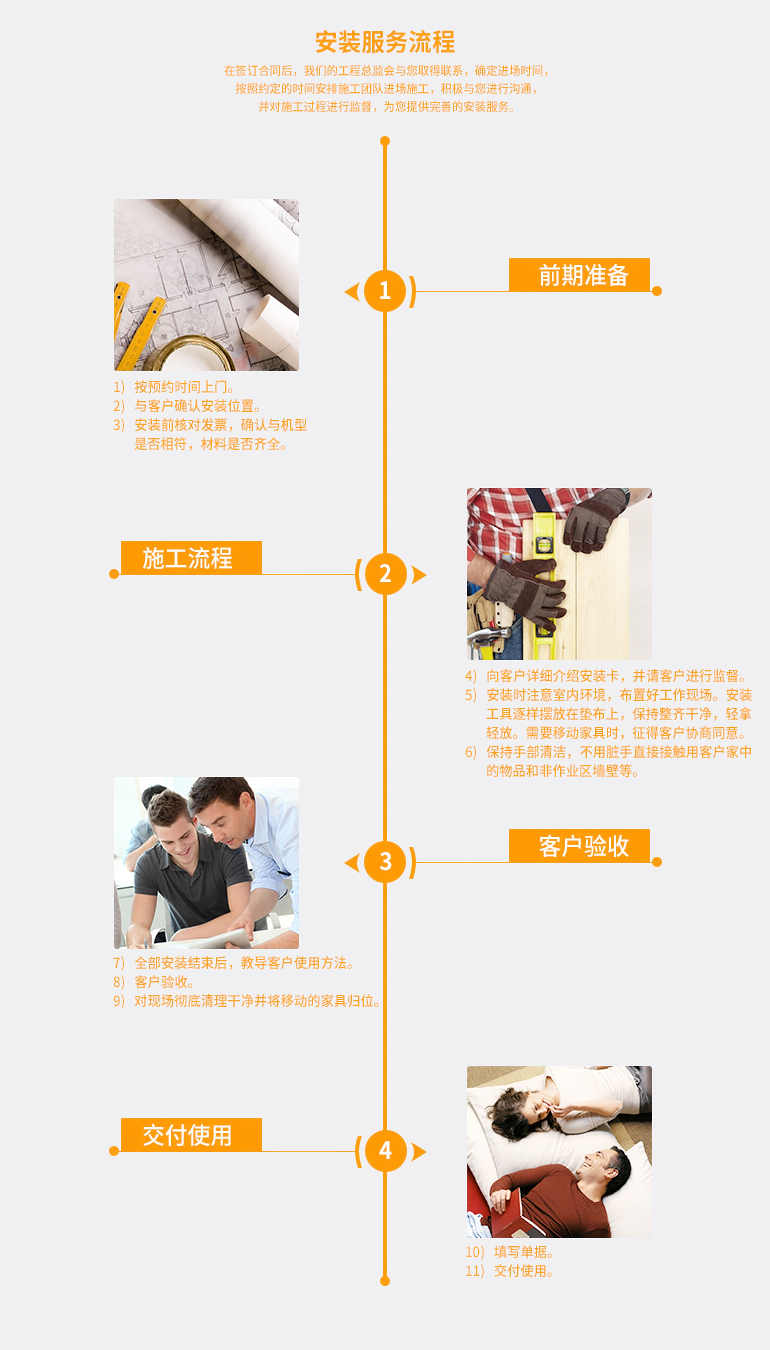 安装服务流程
在签订合同后，我们的工程总监会与您取得联系，确定进场时间，
按照约定的时间安排施工团队进场施工，积极与您进行沟通，
并对施工过程进行监督，为您提供完善的安装服务。
1
前期准备
1）按预约时间上门。
2）与客户确认安装位置。
3）安装前核对发票，确认与机型
是否相符，材料是否齐全。
施工流程
2
4）向客户详细介绍安装卡，并请客户进行监督。
5）安装时注意室内环境，布置好工作现场。安装
工具逐样摆放在垫布上，保持整齐干净，轻拿
轻放。需要移动家具时，征得客户协商同意。
6）保持手部清洁，不用脏手直接接触用客户家中
的物品和非作业区墙壁等。
3
客户验收
7）全部安装结束后，教导客户使用方法。
8）客户验收。
9）对现场彻底清理干净并将移动的家具归位。
交付使用
4
10）填写单据。
11）交付使用。